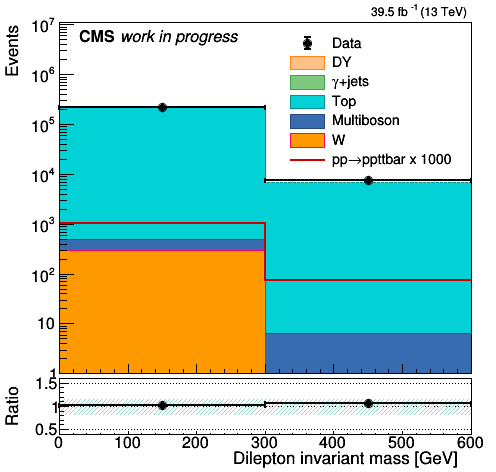 39.5 fb⁻¹ (13 TeV)
CMS work in progress
Events
10⁷
10⁶
10⁵
10⁴
10³
10²
10
1
Data
DY
γ+jets
Top
Multiboson
W
pp→ppttbar x 1000
Ratio
1.5
1
0.5
0 100 200 300 400 500 600
Dilepton invariant mass [GeV]